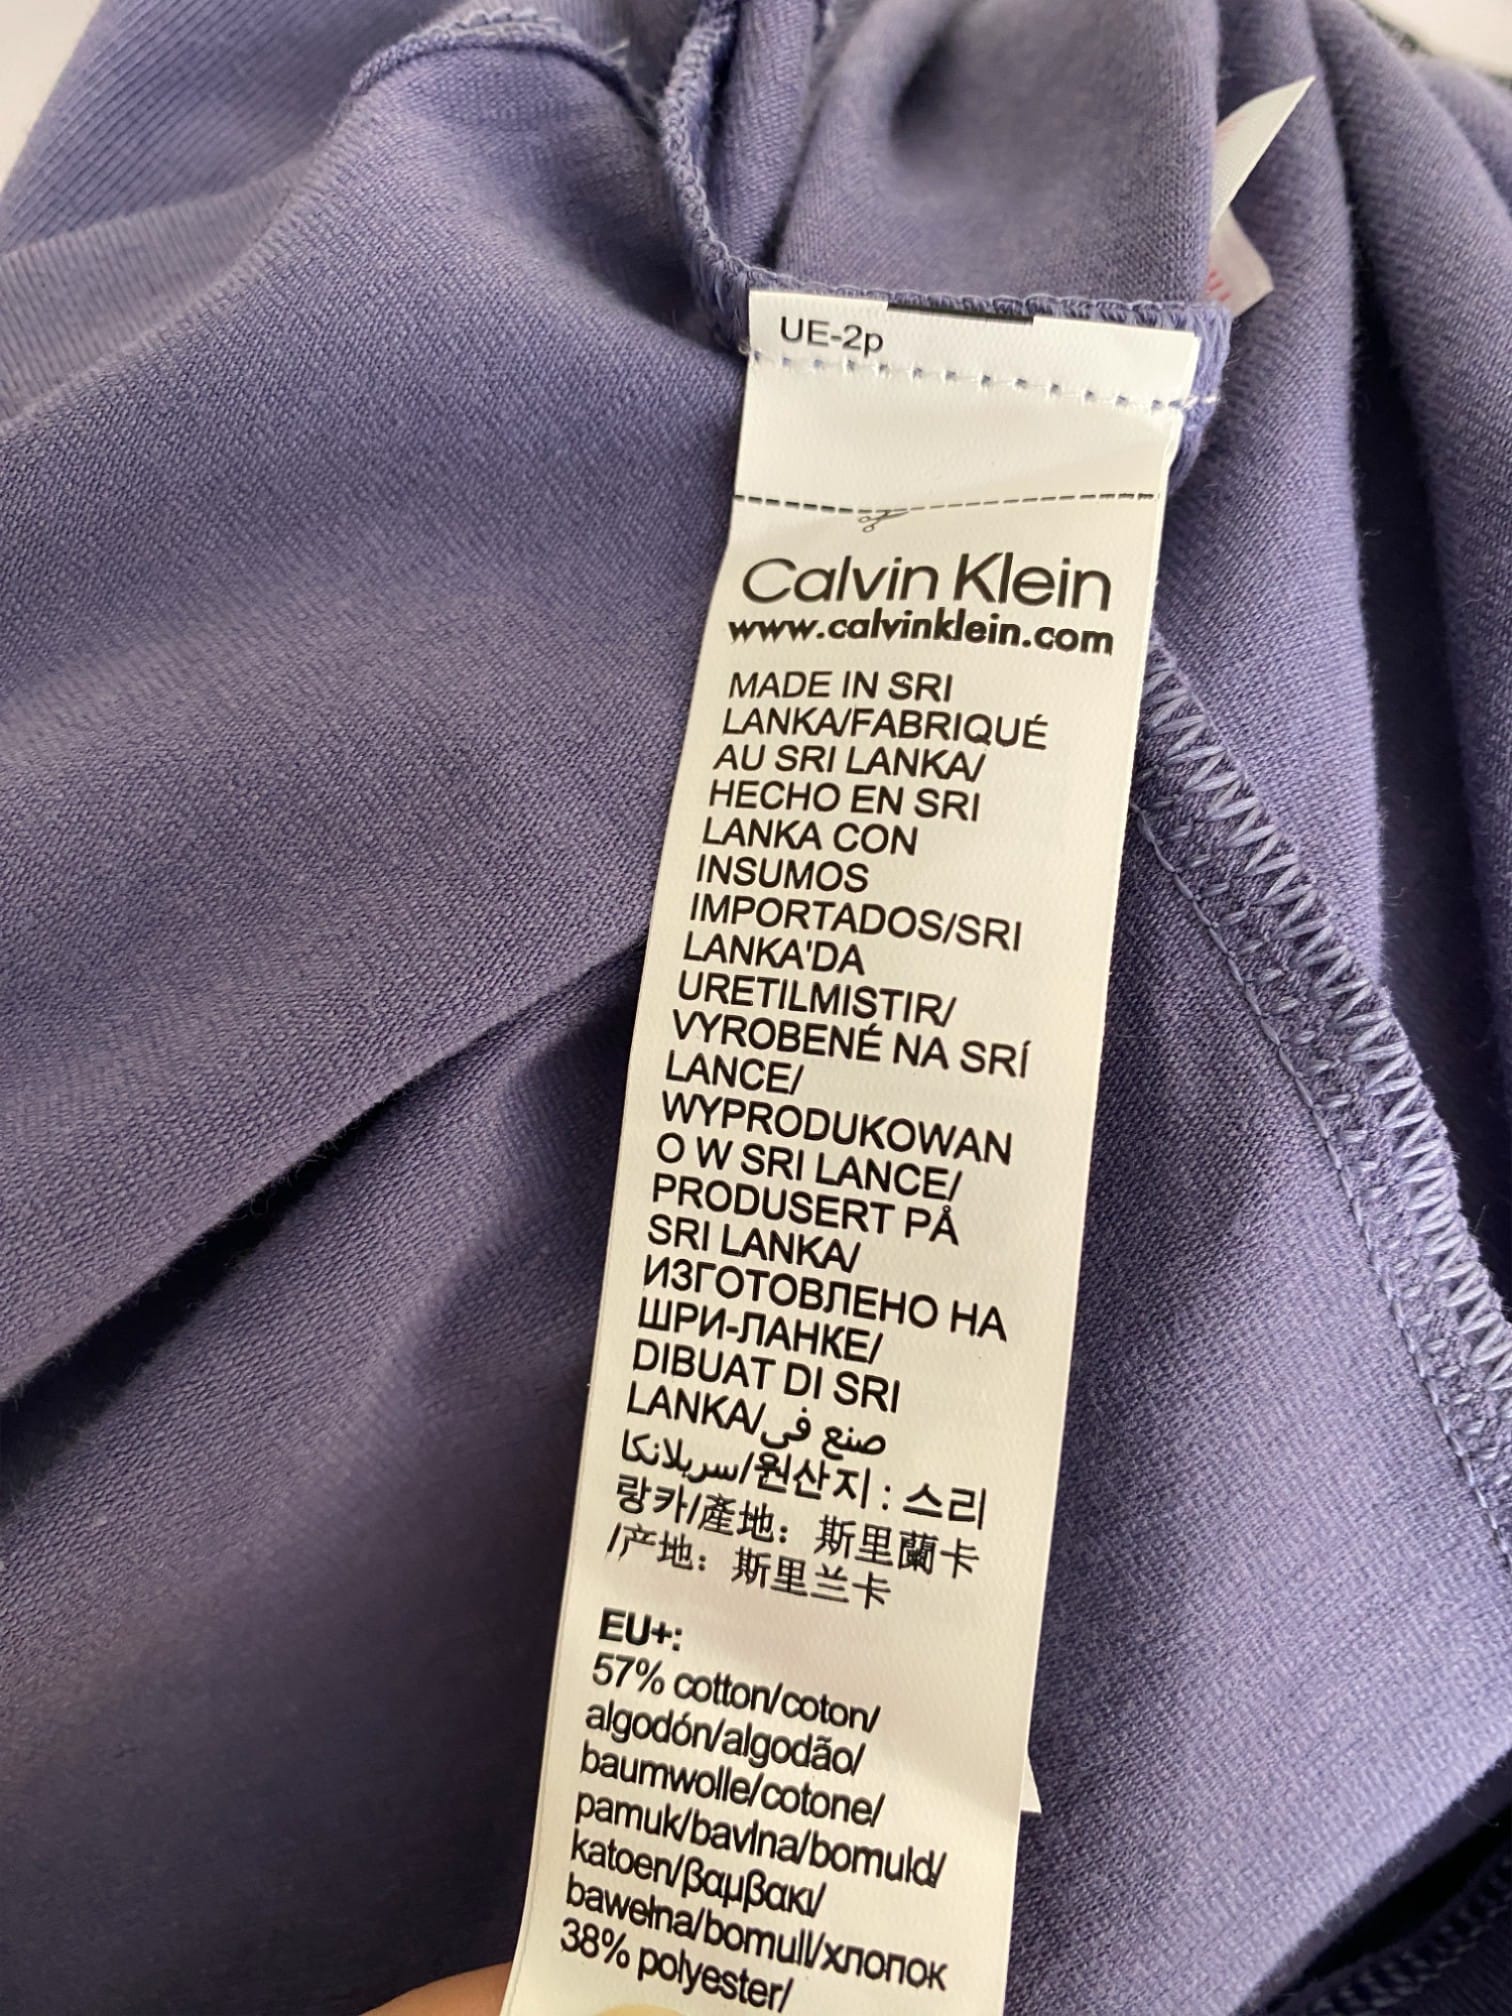 UE-2p
Calvin Klein
www.calvinklein.com
MADE IN SRI
LANKA/FABRIQUÉ
AU SRI LANKA/
HECHO EN SRI
LANKA CON
INSUMOS
IMPORTADOS/SRI
LANKA'DA
URETILMISTIR/
VYROBENÉ NA SRÍ
LANCE/
WYPRODUKOWAN
O W SRI LANCE/
PRODUSERT PÅ
SRI LANKA/
ИЗГОТОВЛЕНО НА
ШРИ-ЛАНКЕ/
DIBUAT DI SRI
LANKA/صنع في
سريلانكا/원산지 : 스리
랑카/產地：斯里蘭卡
/产地：斯里兰卡
EU+:
57% cotton/coton/
algodón/algodão/
baumwolle/cotone/
pamuk/bavlna/bomuld/
katoen/βαμβακι/
bawełna/bomull/хлопок
38% polyester/